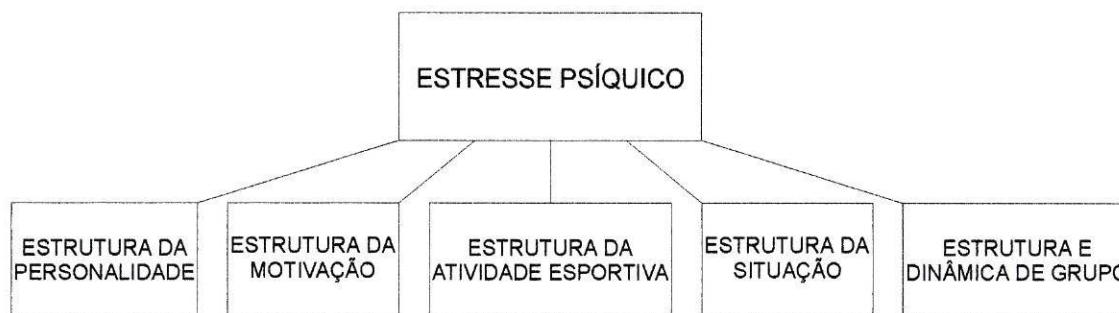 ESTRESSE PSÍQUICO
ESTRUTURA DA
PERSONALIDADE
ESTRUTURA DA
MOTIVAÇÃO
ESTRUTURA DA
ATIVIDADE ESPORTIVA
ESTRUTURA DA
SITUAÇÃO
ESTRUTURA E
DINÂMICA DE GRUPO